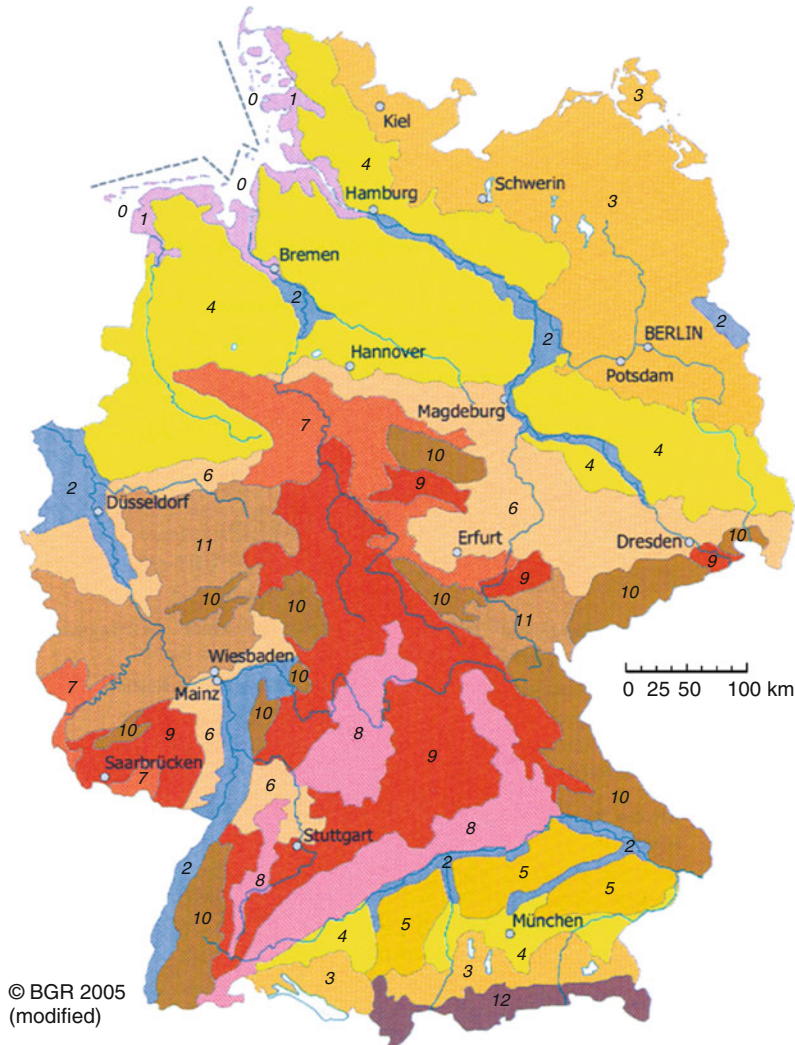 3
0
1
Kiel
4
0
Schwerin
3
Hamburg
0
1
Bremen
2
4
2
BERLIN
2
Hannover
Potsdam
Magdeburg
7
10
4
6
4
9
2
Düsseldorf
6
11
Erfurt
Dresden
10
9
9
10
10
10
10
11
Wiesbaden
10
7
Mainz
0 25 50 100 km
10
10
9
6
8
9
Saarbrücken
7
6
10
8
Stuttgart
2
2
2
5
8
5
10
5
München
4
4
3
3
12
© BGR 2005
(modified)